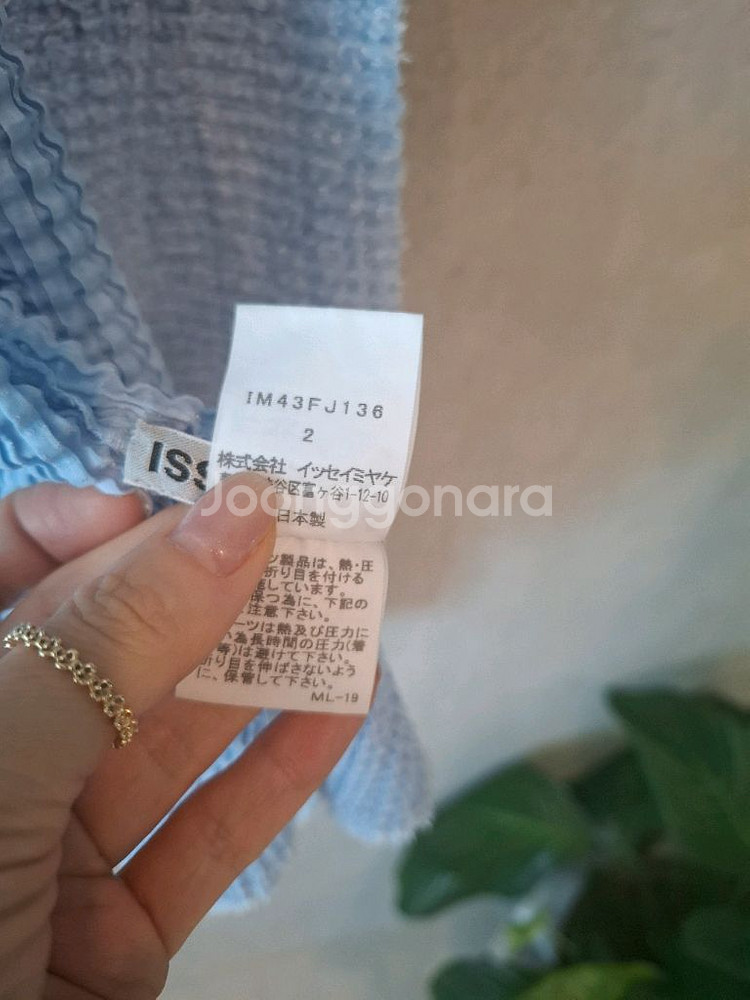 IM43FJ136
2
ISS
株式会社 イッセイミヤケ
谷区富ヶ谷1-12-10
日本製
Joonggonara
ツ製品は、熱・圧
折り目を付ける
しています。
保つ為に、下記の
注意下さい。
ーツは熱及び圧力に
い為長時間の圧力(着
等)は避けて下さい。
折り目を伸ばさないよう
に、保管して下さい。
ML-19